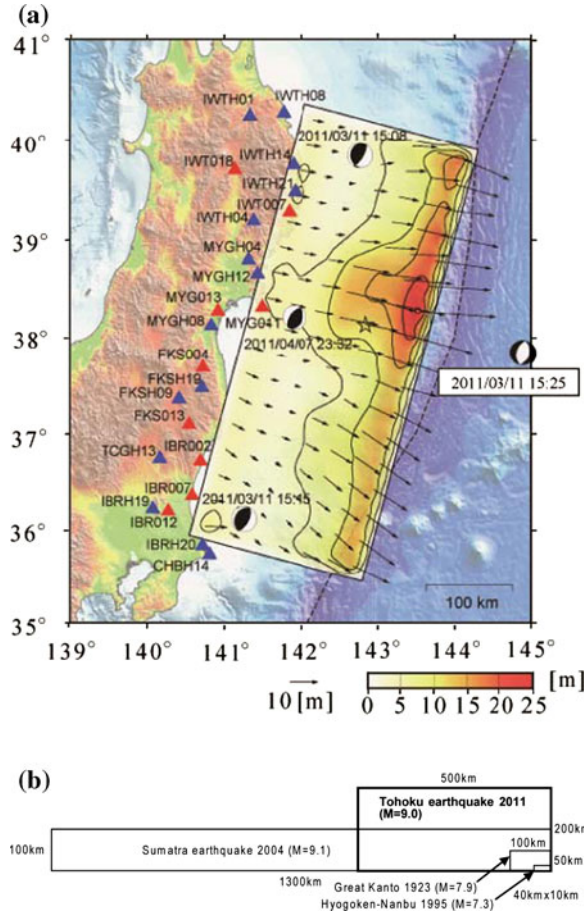 (a)
41°
IWTH01
IWTH08
40°
2011/03/11 15:08
IWT018
IWTH14
IWTH21
IWT007
IWTH04
39°
MYGH04
MYGH12
MYG013
MYG011
38°
MYGH08
2011/04/07 23:32
FKS004
2011/03/11 15:25
FKSH19
FKSH09
FKS013
37°
TCGH13
IBR002
IBR007
2011/03/11 15:15
IBRH19
IBR012
36°
IBRH20
CHBH14
100 km
35°
139° 140° 141° 142° 143° 144° 145°
10 [m]
0 5 10 15 20 25 [m]
(b)
500km
Tohoku earthquake 2011
(M=9.0)
200km
100km
Sumatra earthquake 2004 (M=9.1)
100km
50km
1300km
Great Kanto 1923 (M=7.9)
Hyogoken-Nanbu 1995 (M=7.3)
40kmx10km